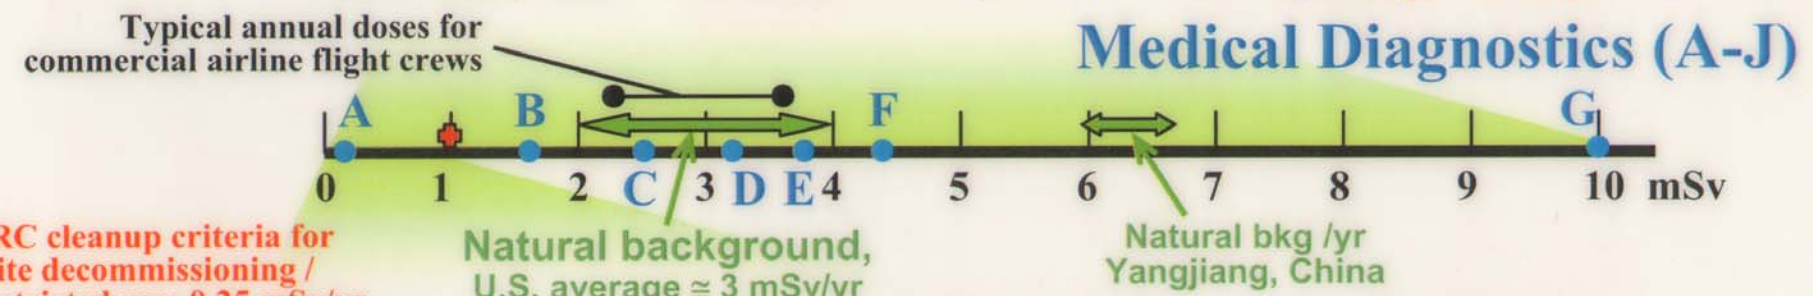 Typical annual doses for
commercial airline flight crews
Medical Diagnostics (A-J)
A B F G
0 1 2 C 3 D E 4 5 6 7 8 9 10 mSv
RC cleanup criteria for
ite decommissioning /
Natural background,
U.S. average ≃ 3 mSv/yr
Natural bkg /yr
Yangjiang, China